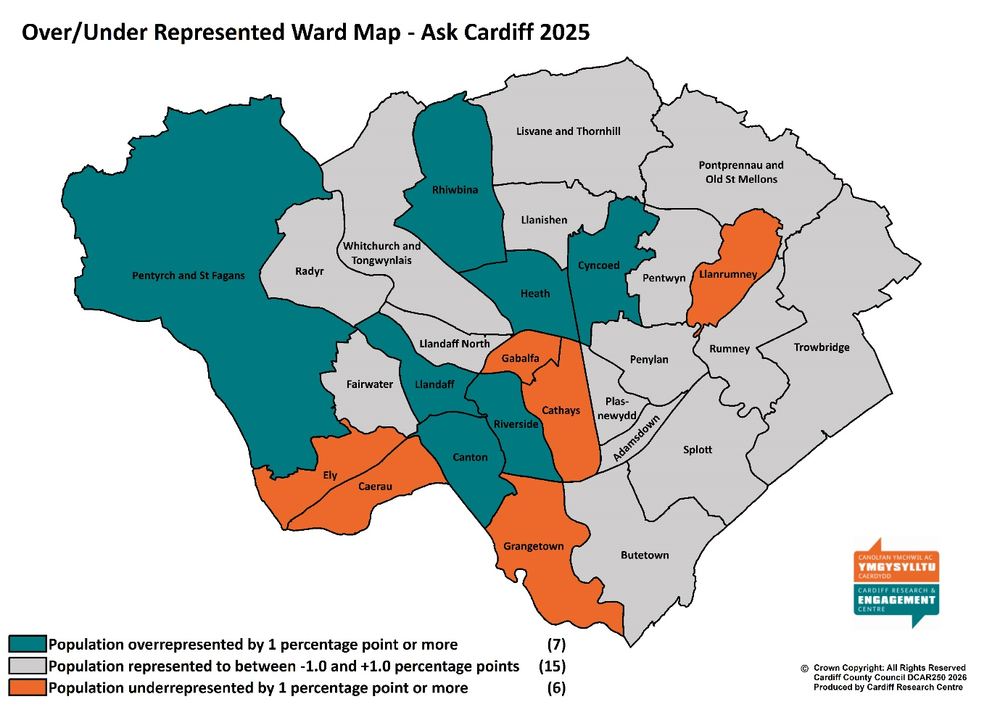 Over/Under Represented Ward Map - Ask Cardiff 2025
Lisvane and Thornhill
Pontprennau and
Old St Mellons
Rhiwbina
Llanishen
Whitchurch and
Tongwynlais
Radyr
Pentyrch and St Fagans
Cyncoed
Pentwyn
Llanrumney
Heath
Llandaff North
Gabalfa
Penylan
Rumney
Trowbridge
Fairwater
Llandaff
Riverside
Cathays
Plas-
newydd
Adamsdown
Splott
Canton
Ely
Caerau
Grangetown
Butetown
CANOLFAN YMCHWIL AC
YMGYSYLLTU
CAERDYDD
CARDIFF RESEARCH &
ENGAGEMENT
CENTRE
Population overrepresented by 1 percentage point or more (7)
Population represented to between -1.0 and +1.0 percentage points (15)
Population underrepresented by 1 percentage point or more (6)
© Crown Copyright: All Rights Reserved
Cardiff County Council DCAR250 2026
Produced by Cardiff Research Centre